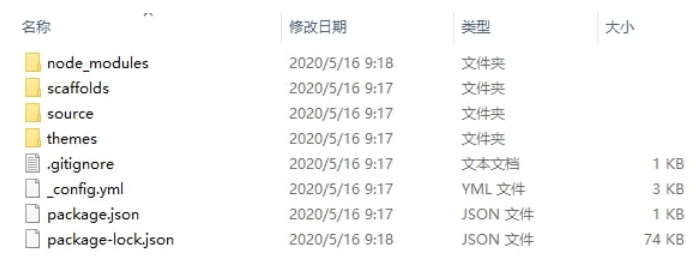 名称 修改日期 类型 大小
node_modules 2020/5/16 9:18 文件夹
scaffolds 2020/5/16 9:17 文件夹
source 2020/5/16 9:17 文件夹
themes 2020/5/16 9:17 文件夹
.gitignore 2020/5/16 9:17 文本文档 1 KB
_config.yml 2020/5/16 9:17 YML 文件 3 KB
package.json 2020/5/16 9:17 JSON 文件 1 KB
package-lock.json 2020/5/16 9:18 JSON 文件 74 KB